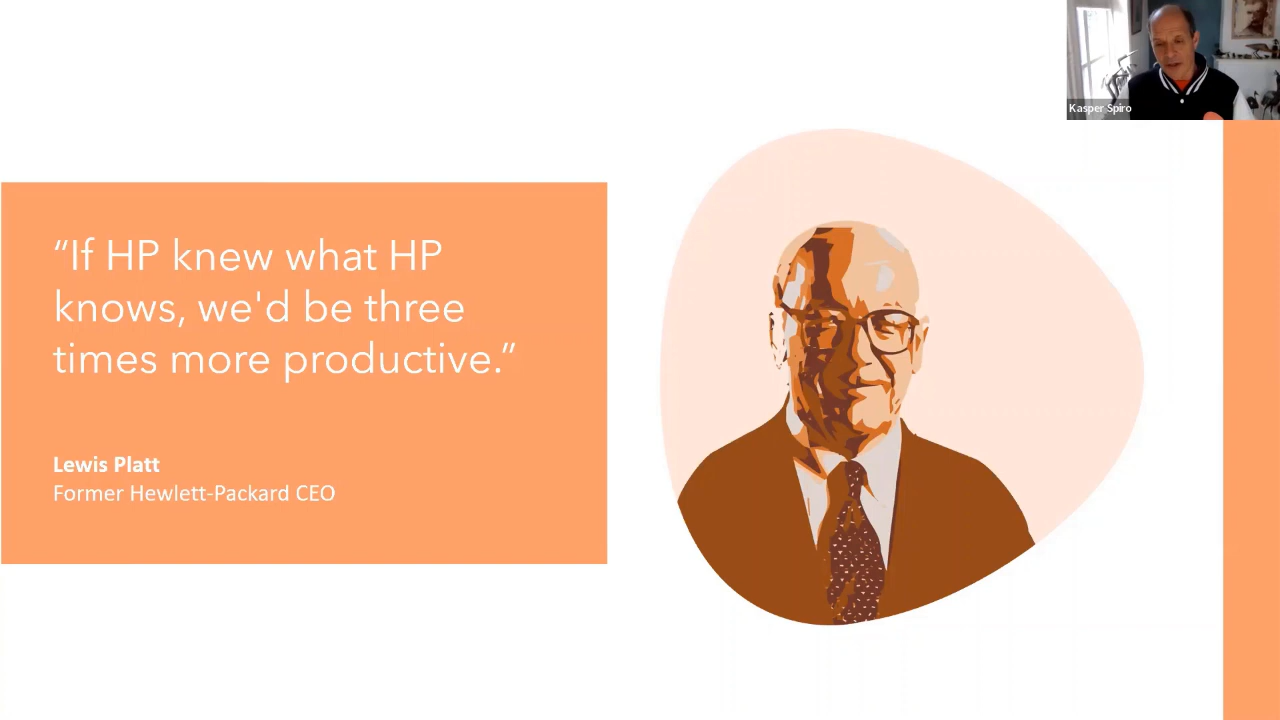 Kasper Spiro
“If HP knew what HP
knows, we'd be three
times more productive.”
Lewis Platt
Former Hewlett-Packard CEO